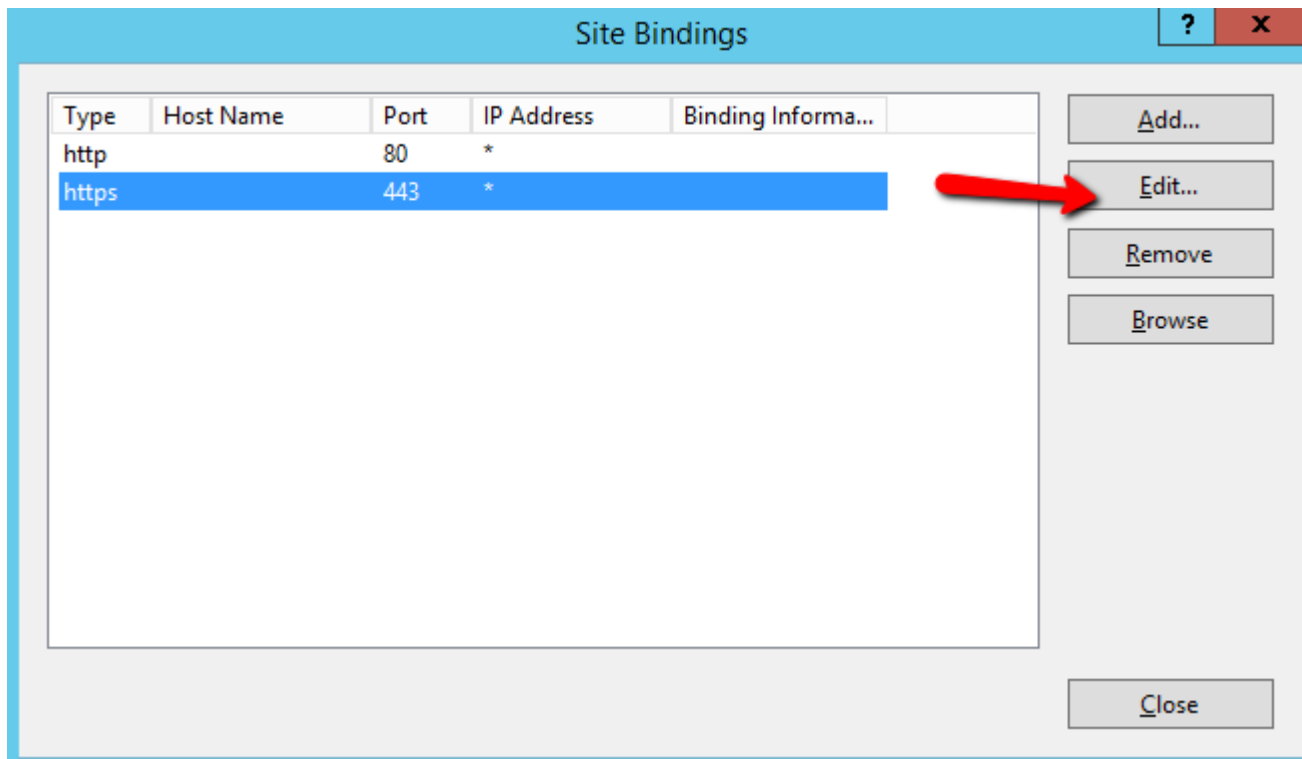 Site Bindings
? x
Type Host Name Port IP Address Binding Informa...
http 80 *
https 443 *
Add...
Edit...
Remove
Browse
Close